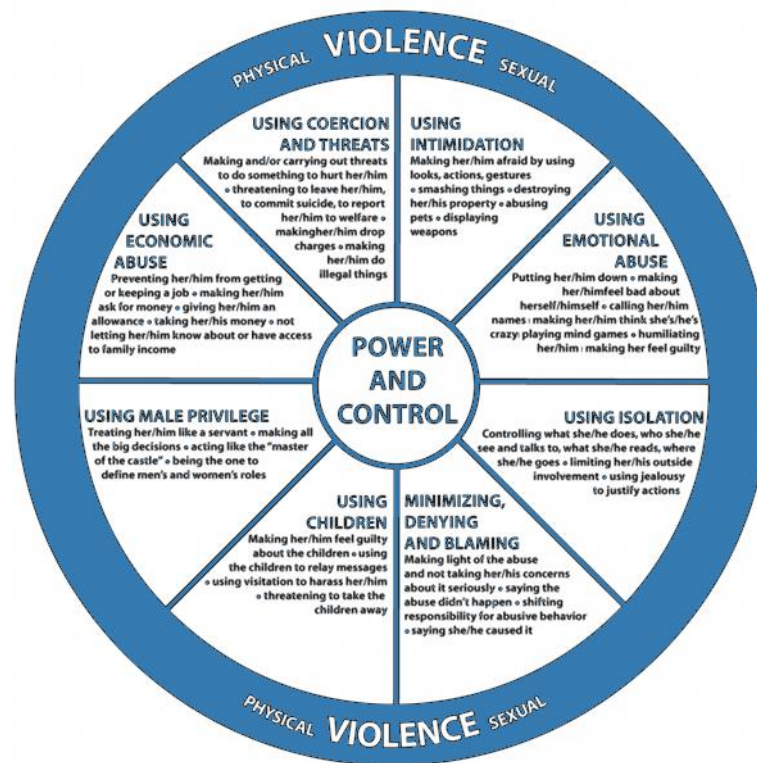 PHYSICAL VIOLENCE SEXUAL
USING COERCION
AND THREATS
Making and/or carrying out threats
to do something to hurt her/him
• threatening to leave her/him,
to commit suicide, to report
her/him to welfare •
makingher/him drop
charges • making
her/him do
illegal things
USING
INTIMIDATION
Making her/him afraid by using
looks, actions, gestures
• smashing things • destroying
her/his property • abusing
pets • displaying
weapons
USING
ECONOMIC
ABUSE
Preventing her/him from getting
or keeping a job • making her/him
ask for money • giving her/him an
allowance • taking her/his money • not
letting her/him know about or have access
to family income
USING
EMOTIONAL
ABUSE
Putting her/him down • making
her/himfeel bad about
herself/himself • calling her/him
names : making her/him think she's/he's
crazy: playing mind games • humiliating
her/him : making her feel guilty
POWER
AND
CONTROL
USING MALE PRIVILEGE
Treating her/him like a servant • making all
the big decisions • acting like the "master
of the castle" • being the one to
define men's and women's roles
USING ISOLATION
Controlling what she/he does, who she/he
see and talks to, what she/he reads, where
she/he goes • limiting her/his outside
involvement • using jealousy
to justify actions
USING
CHILDREN
Making her/him feel guilty
about the children • using
the children to relay messages
• using visitation to harass her/him
• threatening to take the
children away
MINIMIZING,
DENYING
AND BLAMING
Making light of the abuse
and not taking her/his concerns
about it seriously • saying the
abuse didn't happen • shifting
responsibility for abusive behavior
• saying she/he caused it
PHYSICAL VIOLENCE SEXUAL